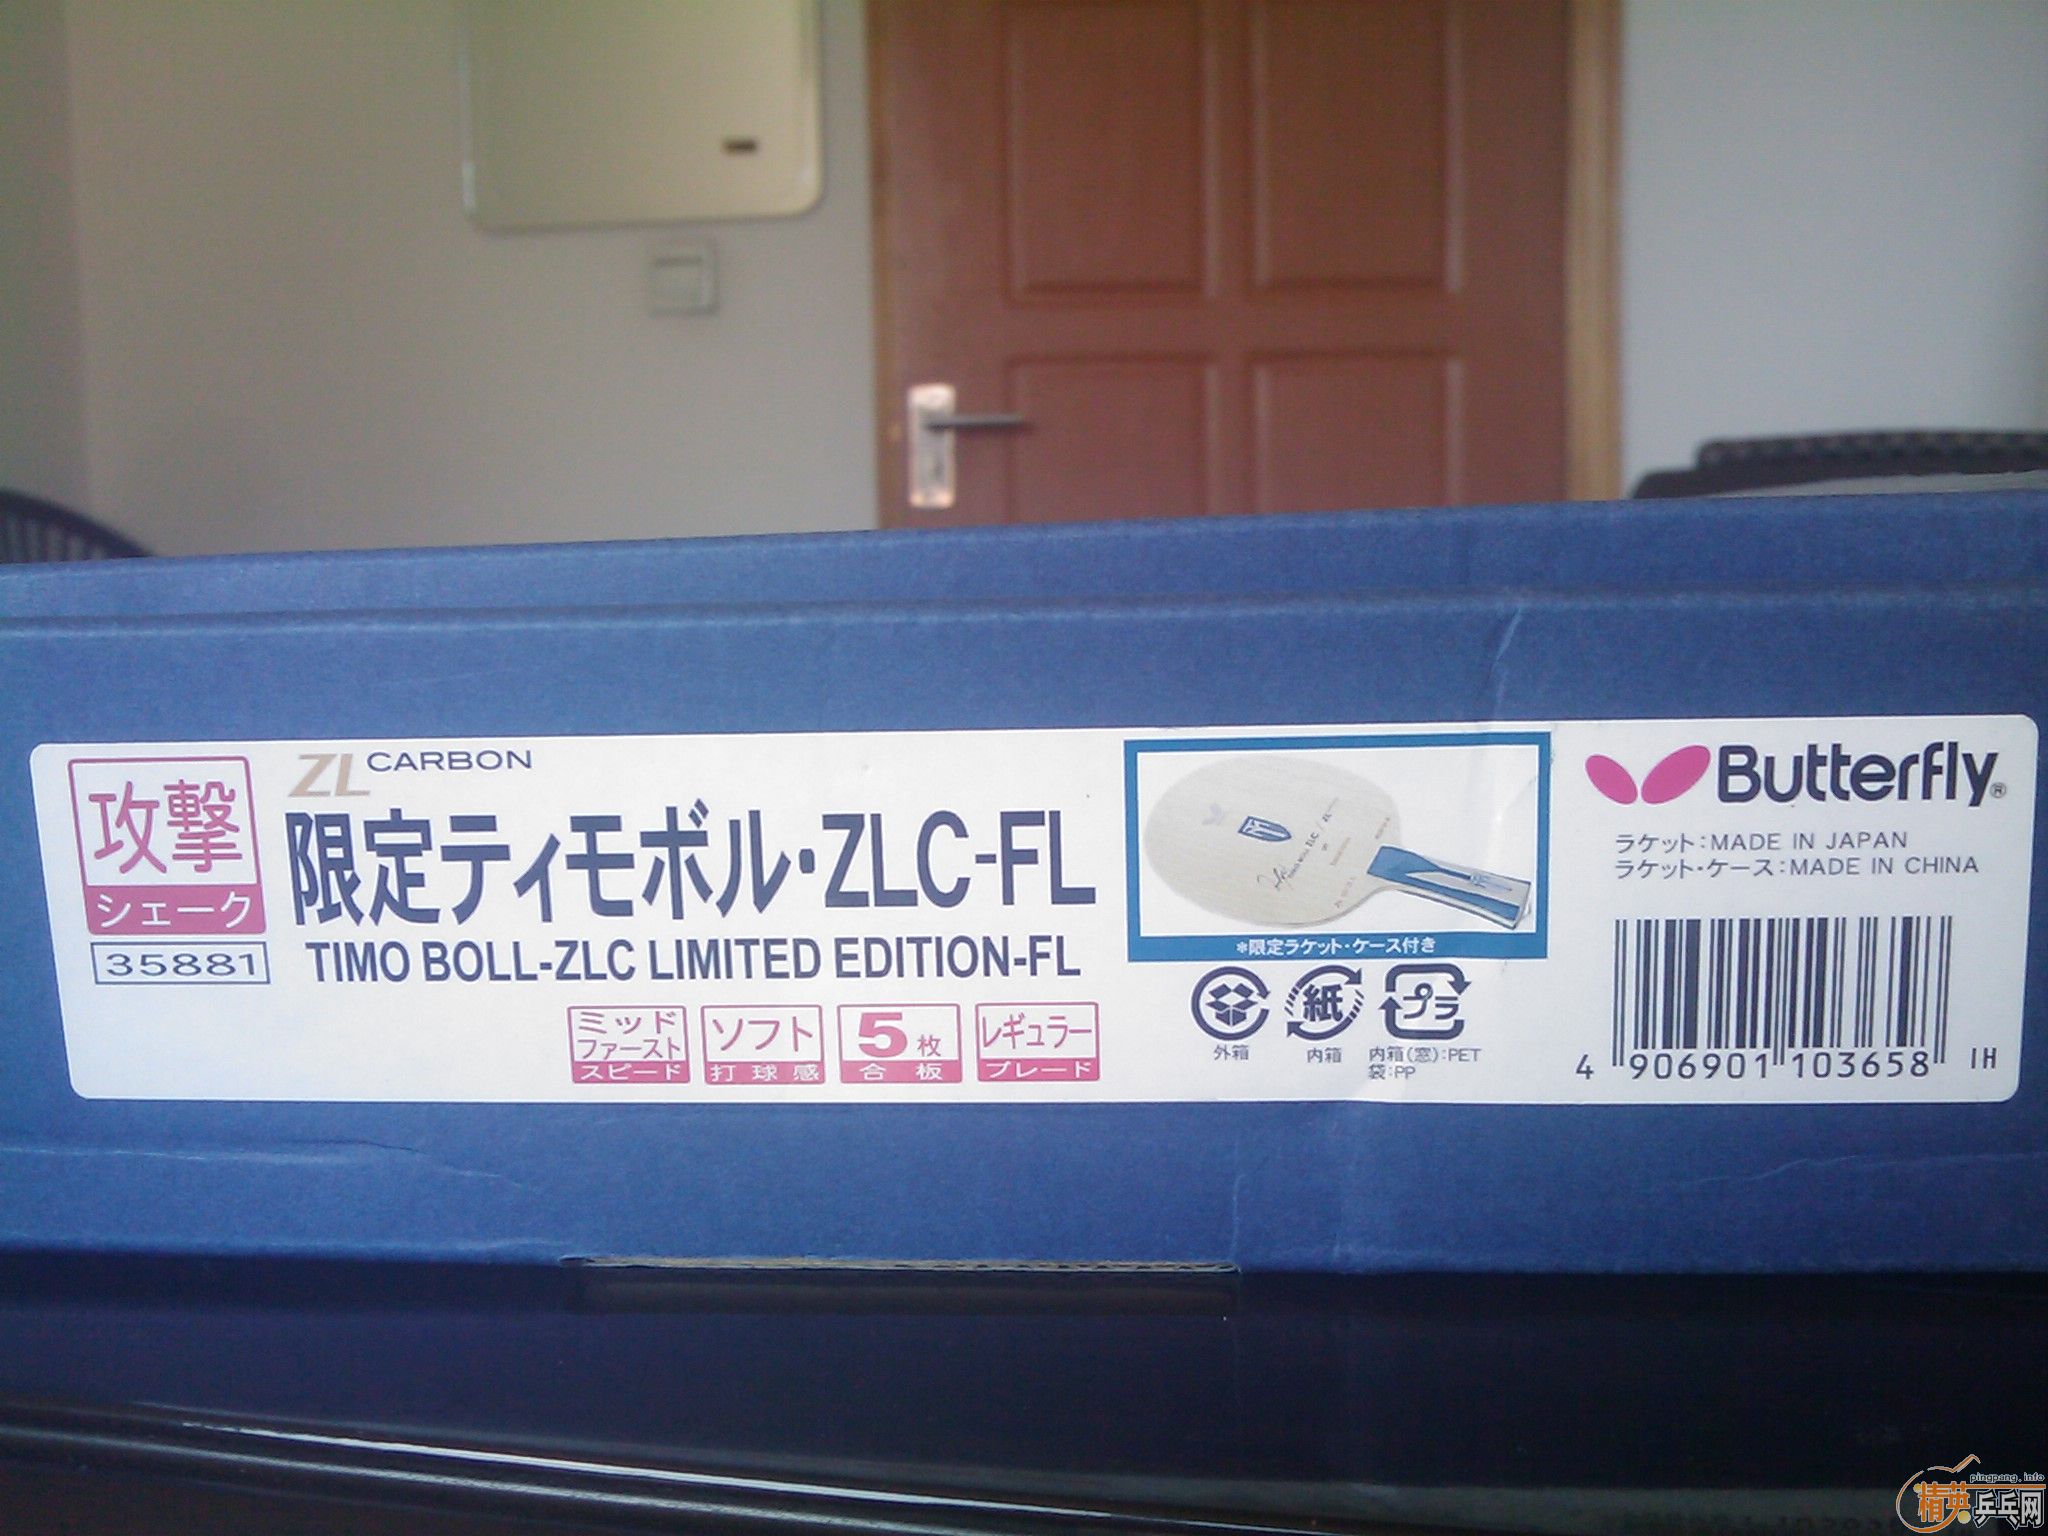 攻撃
シェーク
35881
ZL CARBON
限定ティモボル・ZLC-FL
TIMO BOLL-ZLC LIMITED EDITION-FL
ミッド
ファースト
スピード
ソフト
打球感
5枚
合板
レギュラー
ブレード
*限定ラケット・ケース付き
外箱
紙
内箱
プラ
内箱(窓):PET
袋:PP
Butterfly®
ラケット:MADE IN JAPAN
ラケット・ケース:MADE IN CHINA
4 906901 103658 IH
pingpang.info
精英乒乓网